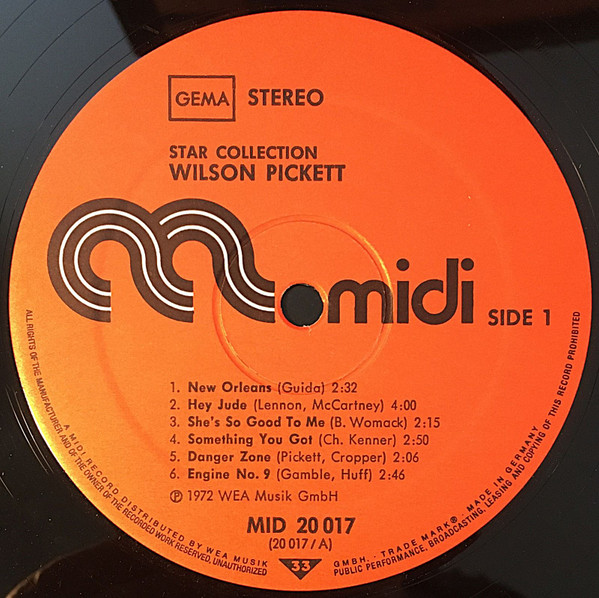 GEMA STEREO
STAR COLLECTION
WILSON PICKETT
midi SIDE 1
1. New Orleans (Guida) 2:32
2. Hey Jude (Lennon, McCartney) 4:00
3. She's So Good To Me (B. Womack) 2:15
4. Something You Got (Ch. Kenner) 2:50
5. Danger Zone (Pickett, Cropper) 2:06
6. Engine No. 9 (Gamble, Huff) 2:46
℗ 1972 WEA Musik GmbH
MID 20 017
(20 017 / A)
33
A MIDI RECORD DISTRIBUTED BY WEA MUSIK GMBH. · TRADE MARK® · MADE IN GERMANY
ALL RIGHTS OF THE MANUFACTURER AND OF THE OWNER OF THE RECORDED WORK RESERVED, UNAUTHORIZED PUBLIC PERFORMANCE, BROADCASTING, LEASING AND COPYING OF THIS RECORD PROHIBITED